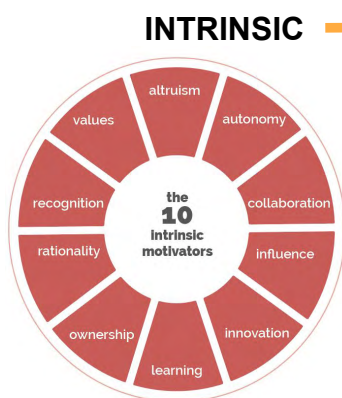 INTRINSIC
altruism
autonomy
collaboration
influence
innovation
learning
ownership
rationality
recognition
values
the
10
intrinsic
motivators